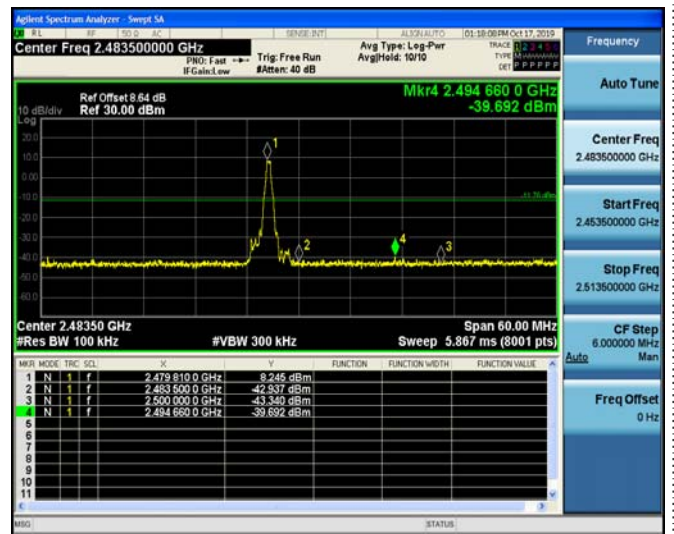 Agilent Spectrum Analyzer - Swept SA
RL RF 50 Ω AC SENSE:INT ALIGN AUTO 01:18:08 PM Oct 17, 2019
Center Freq 2.483500000 GHz
PNO: Fast Trig: Free Run
IFGain:Low #Atten: 40 dB
Avg Type: Log-Pwr
Avg|Hold: 10/10
TRACE 1 2 3 4 5 6
TYPE
DET P P P P P P
Frequency
Ref Offset 8.64 dB
10 dB/div Ref 30.00 dBm
Log
Mkr4 2.494 660 0 GHz
-39.692 dBm
20.0
10.0
0.00
-10.0
-20.0
-30.0
-40.0
-50.0
-60.0
1
2
4
3
Center 2.48350 GHz
#Res BW 100 kHz
#VBW 300 kHz
Span 60.00 MHz
Sweep 5.867 ms (8001 pts)
MKR MODE TRC SCL X Y FUNCTION FUNCTION WIDTH FUNCTION VALUE
1 N 1 f 2.479 810 0 GHz 8.245 dBm
2 N 1 f 2.483 500 0 GHz -42.937 dBm
3 N 1 f 2.500 000 0 GHz -43.340 dBm
4 N 1 f 2.494 660 0 GHz -39.692 dBm
5
6
7
8
9
10
11
MSG
STATUS
Auto Tune
Center Freq
2.483500000 GHz
Start Freq
2.453500000 GHz
Stop Freq
2.513500000 GHz
CF Step
6.000000 MHz
Auto Man
Freq Offset
0 Hz